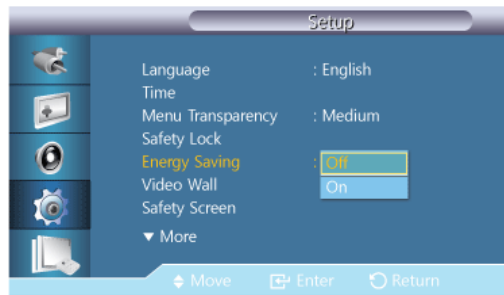 Setup
Language : English
Time
Menu Transparency : Medium
Safety Lock
Energy Saving : Off
On
Video Wall
Safety Screen
▼ More
Move Enter Return